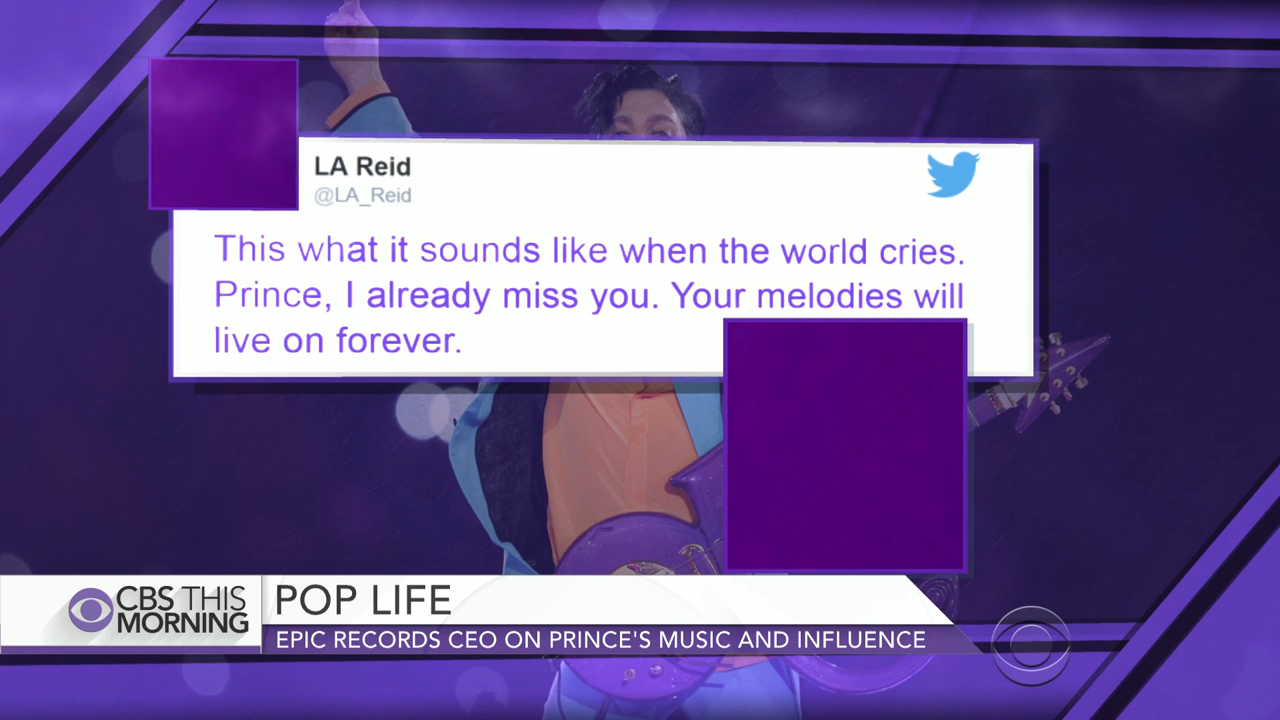 LA Reid
@LA_Reid
This what it sounds like when the world cries.
Prince, I already miss you. Your melodies will
live on forever.
CBS THIS
MORNING
POP LIFE
EPIC RECORDS CEO ON PRINCE'S MUSIC AND INFLUENCE